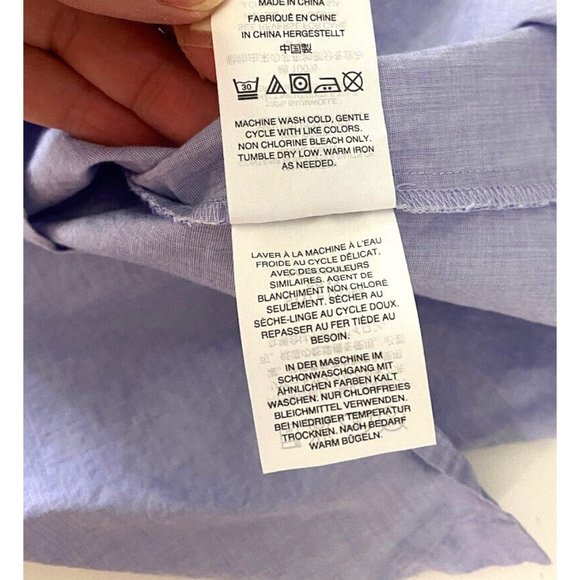 MADE IN CHINA
FABRIQUÉ EN CHINE
IN CHINA HERGESTELLT
中国製
30
MACHINE WASH COLD, GENTLE
CYCLE WITH LIKE COLORS.
NON CHLORINE BLEACH ONLY.
TUMBLE DRY LOW. WARM IRON
AS NEEDED.
LAVER À LA MACHINE À L'EAU
FROIDE AU CYCLE DÉLICAT,
AVEC DES COULEURS
SIMILAIRES. AGENT DE
BLANCHIMENT NON CHLORÉ
SEULEMENT. SÉCHER AU
SÈCHE-LINGE AU CYCLE DOUX.
REPASSER AU FER TIÈDE AU
BESOIN.
IN DER MASCHINE IM
SCHONWASCHGANG MIT
ÄHNLICHEN FARBEN KALT
WASCHEN. NUR CHLORFREIES
BLEICHMITTEL VERWENDEN.
BEI NIEDRIGER TEMPERATUR
TROCKNEN. NACH BEDARF
WARM BÜGELN.